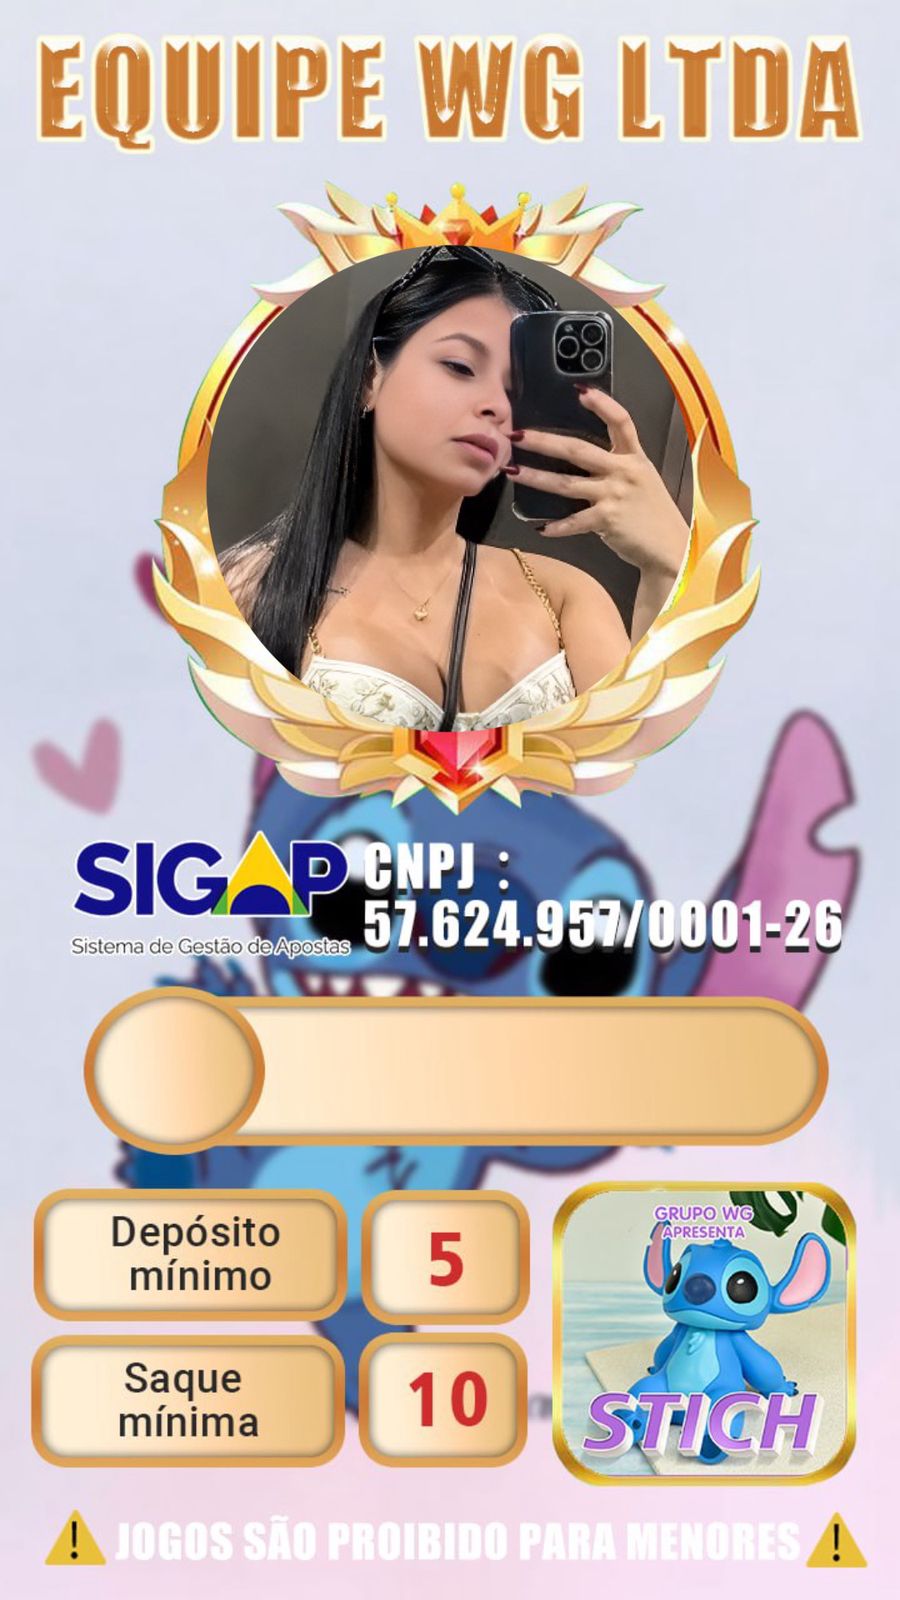 EQUIPE WG LTDA
SIGAP
Sistema de Gestão de Apostas
CNPJ :
57.624.957/0001-26
Depósito
mínimo
5
Saque
mínima
10
GRUPO WG
APRESENTA
STICH
JOGOS SÃO PROIBIDO PARA MENORES